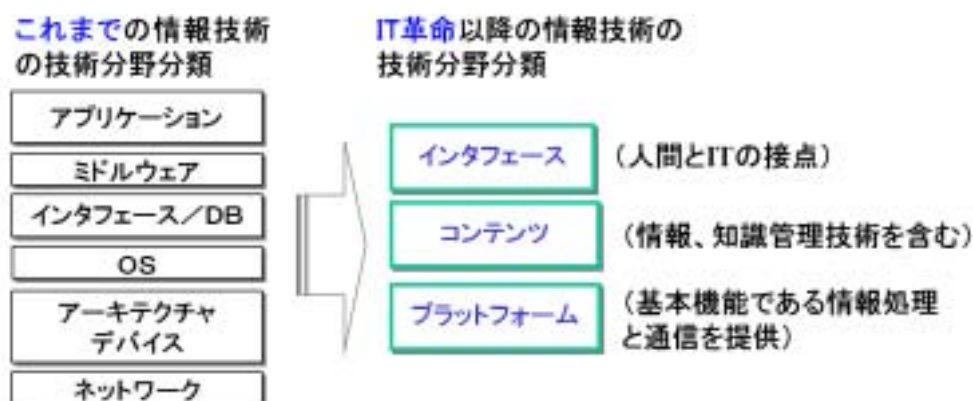 これまでの情報技術
の技術分野分類
アプリケーション
ミドルウェア
インタフェース/DB
OS
アーキテクチャ
デバイス
ネットワーク
IT革命以降の情報技術の
技術分野分類
インタフェース
(人間とITの接点)
コンテンツ
(情報、知識管理技術を含む)
プラットフォーム
(基本機能である情報処理
と通信を提供)